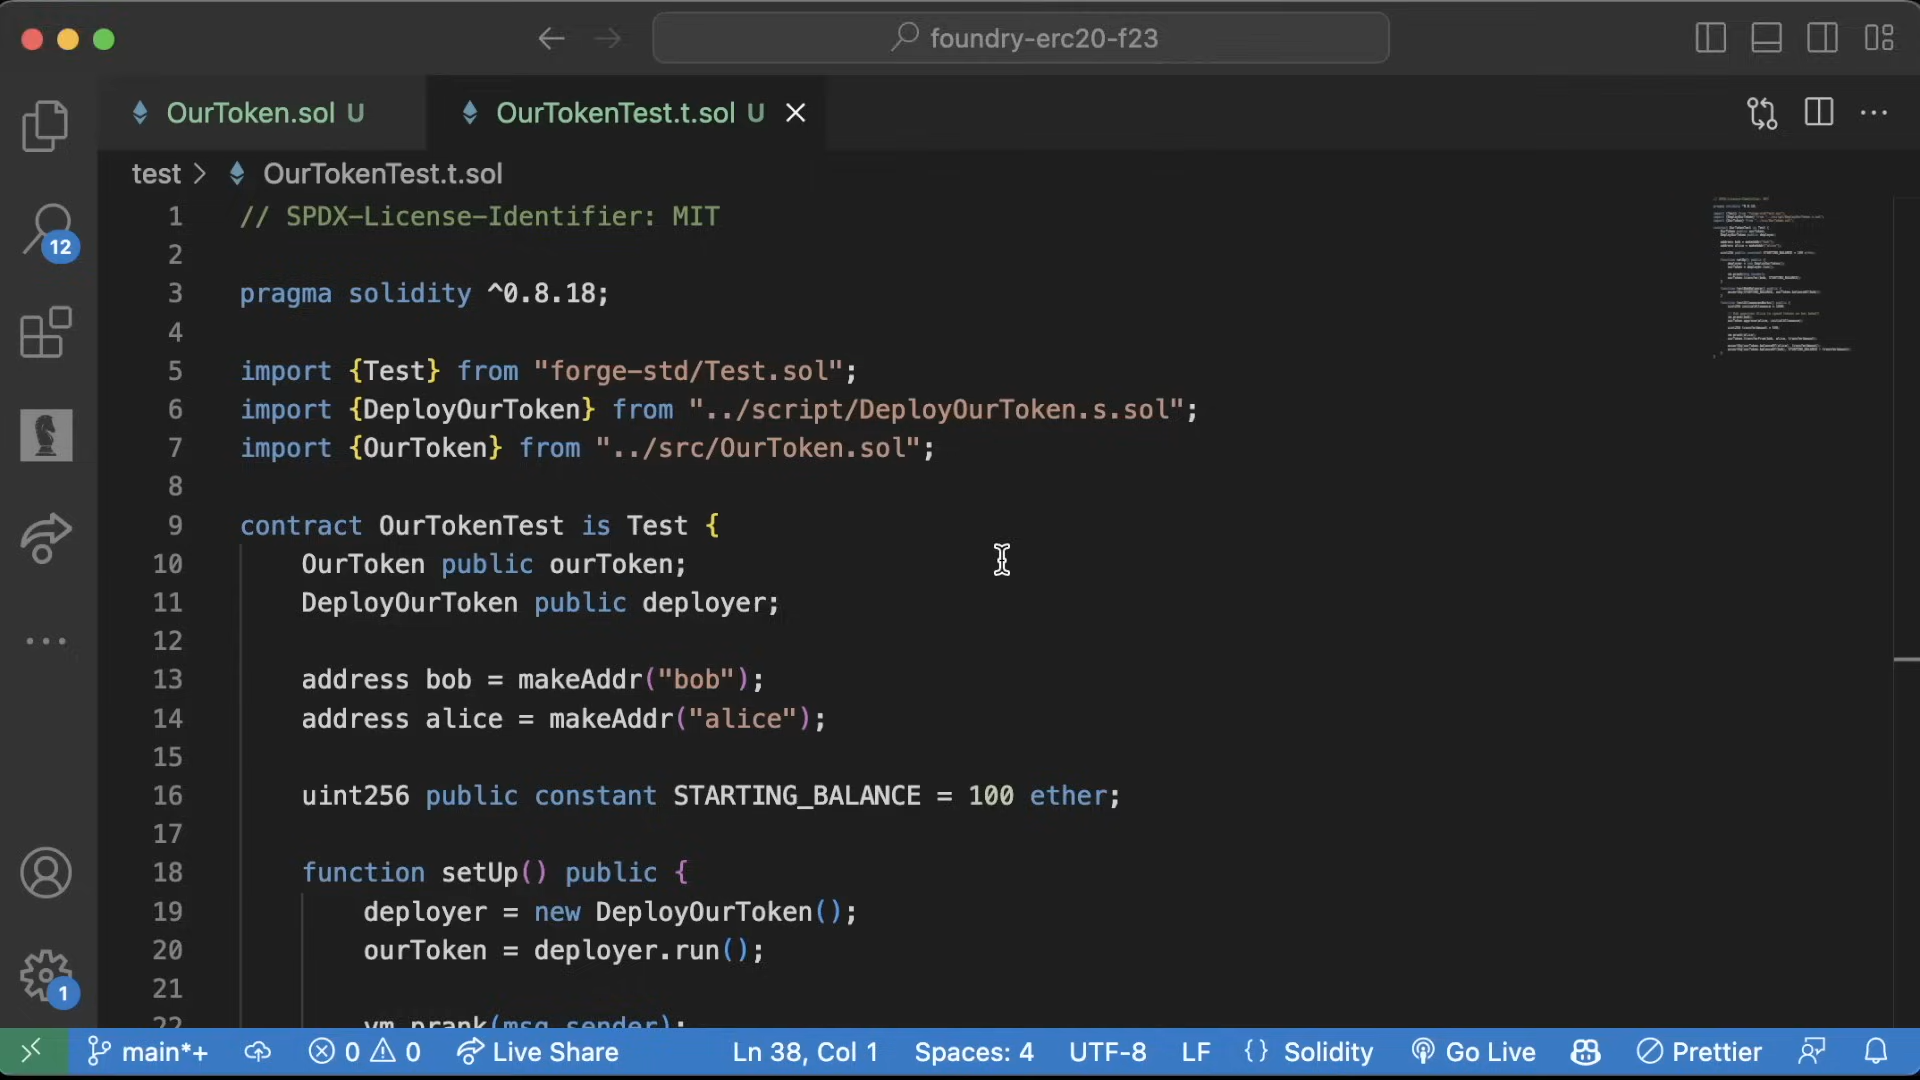 foundry-erc20-f23
OurToken.sol U
OurTokenTest.t.sol U
test > OurTokenTest.t.sol
1 // SPDX-License-Identifier: MIT
2
3 pragma solidity ^0.8.18;
4
5 import {Test} from "forge-std/Test.sol";
6 import {DeployOurToken} from "../script/DeployOurToken.s.sol";
7 import {OurToken} from "../src/OurToken.sol";
8
9 contract OurTokenTest is Test {
10 OurToken public ourToken;
11 DeployOurToken public deployer;
12
13 address bob = makeAddr("bob");
14 address alice = makeAddr("alice");
15
16 uint256 public constant STARTING_BALANCE = 100 ether;
17
18 function setUp() public {
19 deployer = new DeployOurToken();
20 ourToken = deployer.run();
21
22 vm.prank(msg.sender);
12
1
main*+ 0 0 Live Share Ln 38, Col 1 Spaces: 4 UTF-8 LF {} Solidity Go Live Prettier